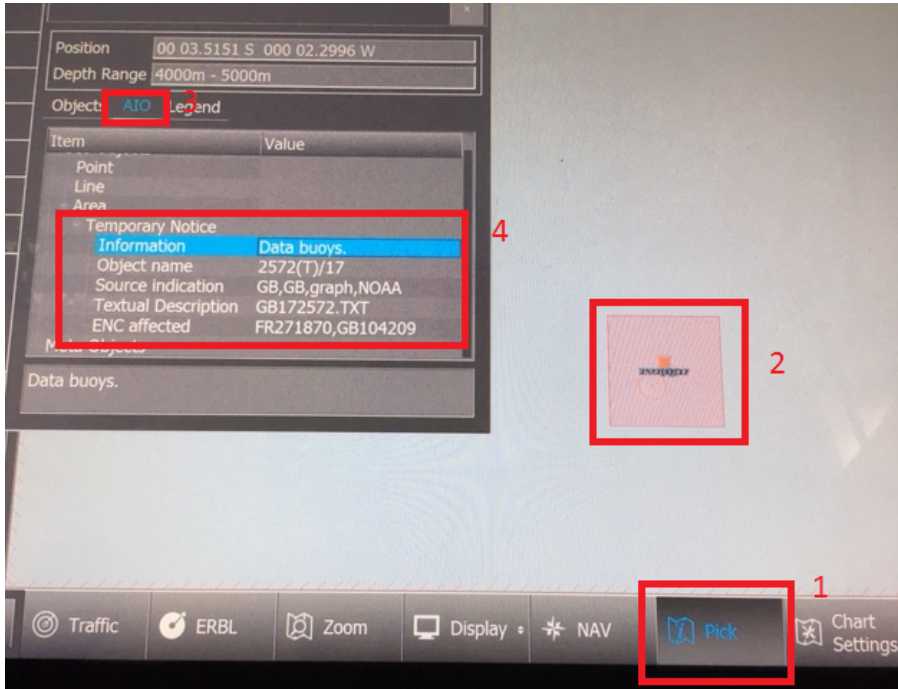 Position 00 03.5151 S 000 02.2996 W
Depth Range 4000m - 5000m
Objects AIO Legend
3
Item Value
Point
Line
Area
Temporary Notice
Information Data buoys.
Object name 2572(T)/17
Source indication GB,GB,graph,NOAA
Textual Description GB172572.TXT
ENC affected FR271870,GB104209
Meta Objects
Data buoys.
4
2
1
Traffic ERBL Zoom Display NAV Pick Chart Settings